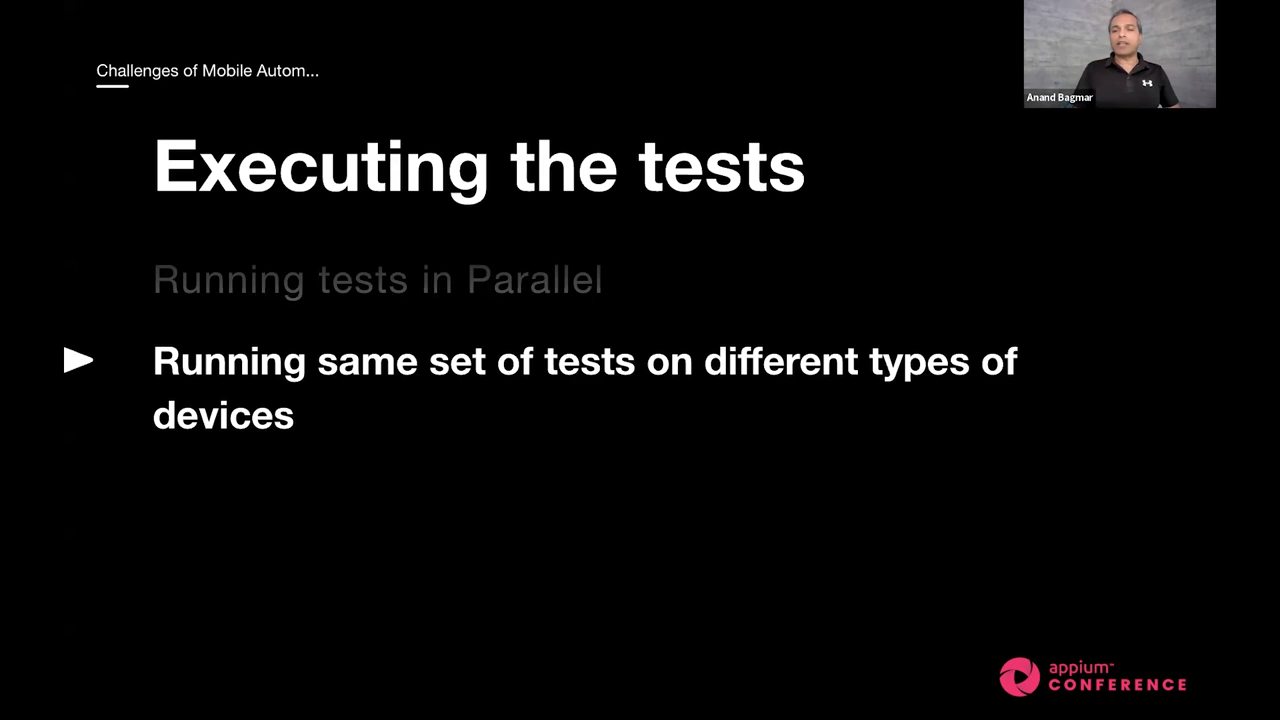 Challenges of Mobile Autom...
Anand Bagmar
Executing the tests
Running tests in Parallel
Running same set of tests on different types of
devices
appium
CONFERENCE